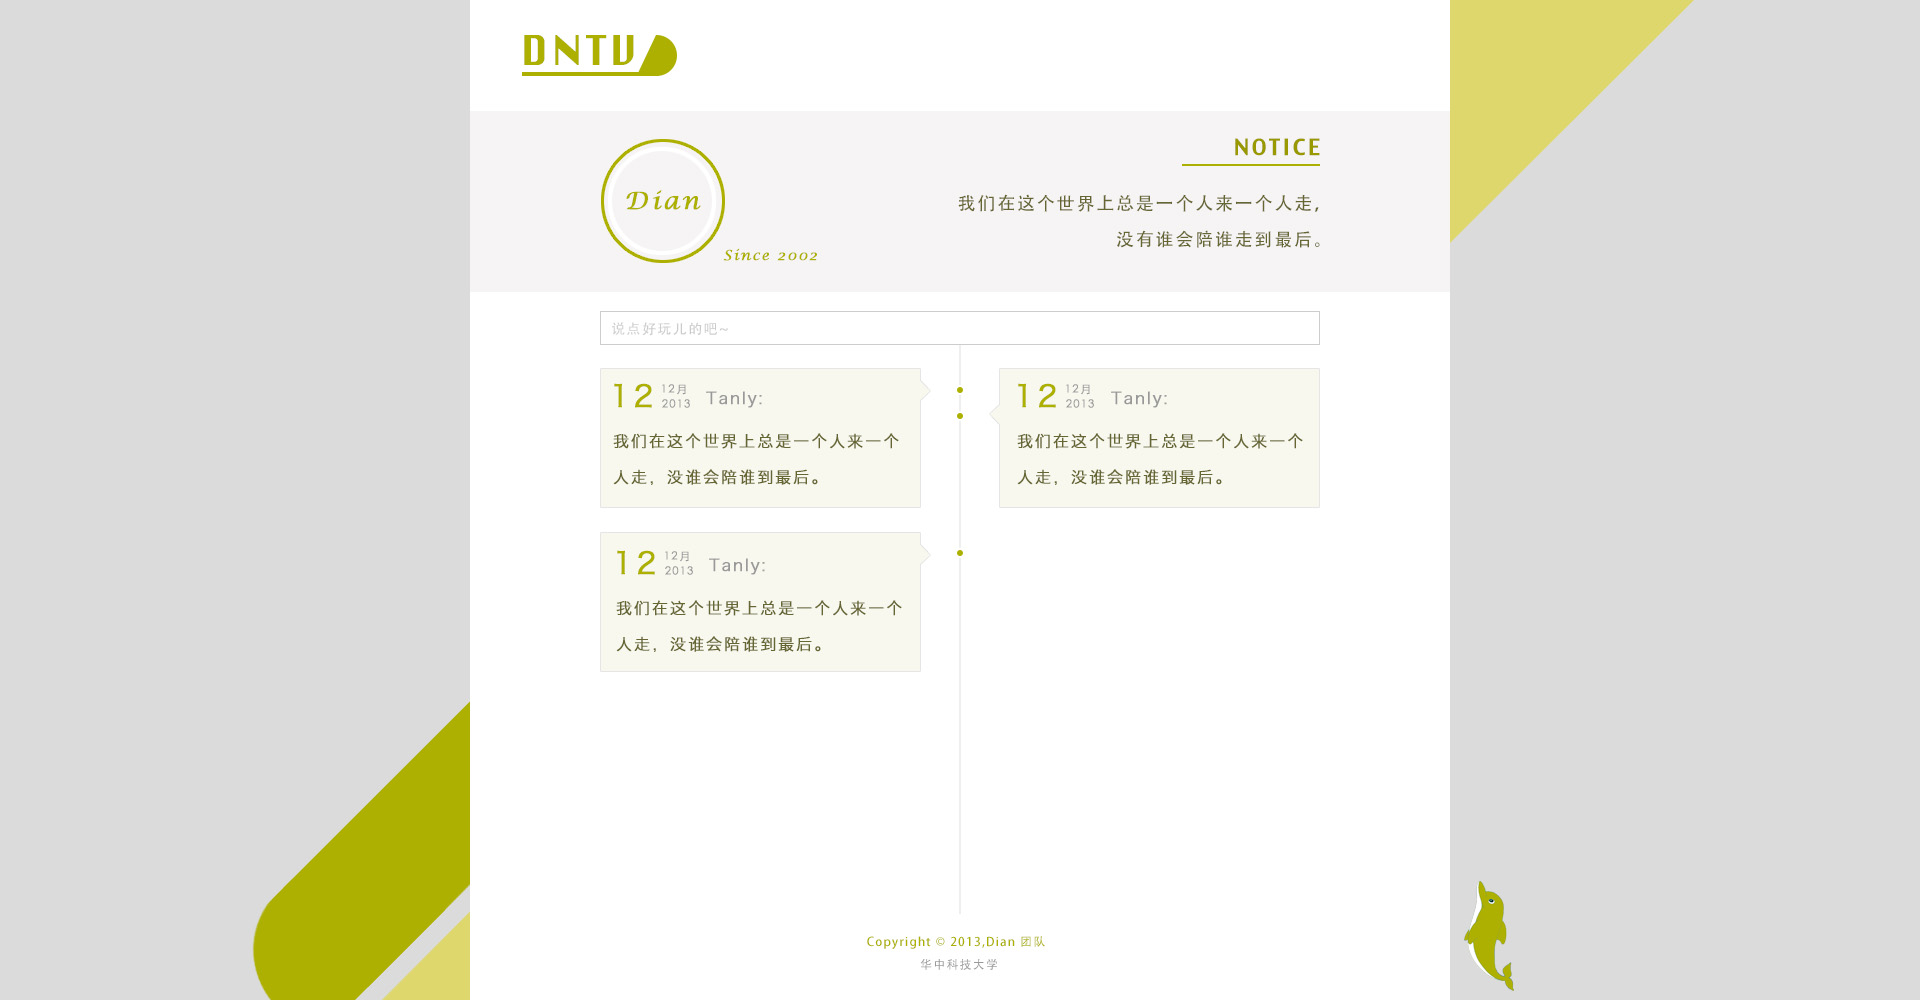 DNTU
Dian
Since 2002
NOTICE
我们在这个世界上总是一个人来一个人走,
没有谁会陪谁走到最后。
说点好玩儿的吧~
12 12月 2013 Tanly:
我们在这个世界上总是一个人来一个
人走,没谁会陪谁到最后。
12 12月 2013 Tanly:
我们在这个世界上总是一个人来一个
人走,没谁会陪谁到最后。
12 12月 2013 Tanly:
我们在这个世界上总是一个人来一个
人走,没谁会陪谁到最后。
Copyright © 2013,Dian 团队
华中科技大学